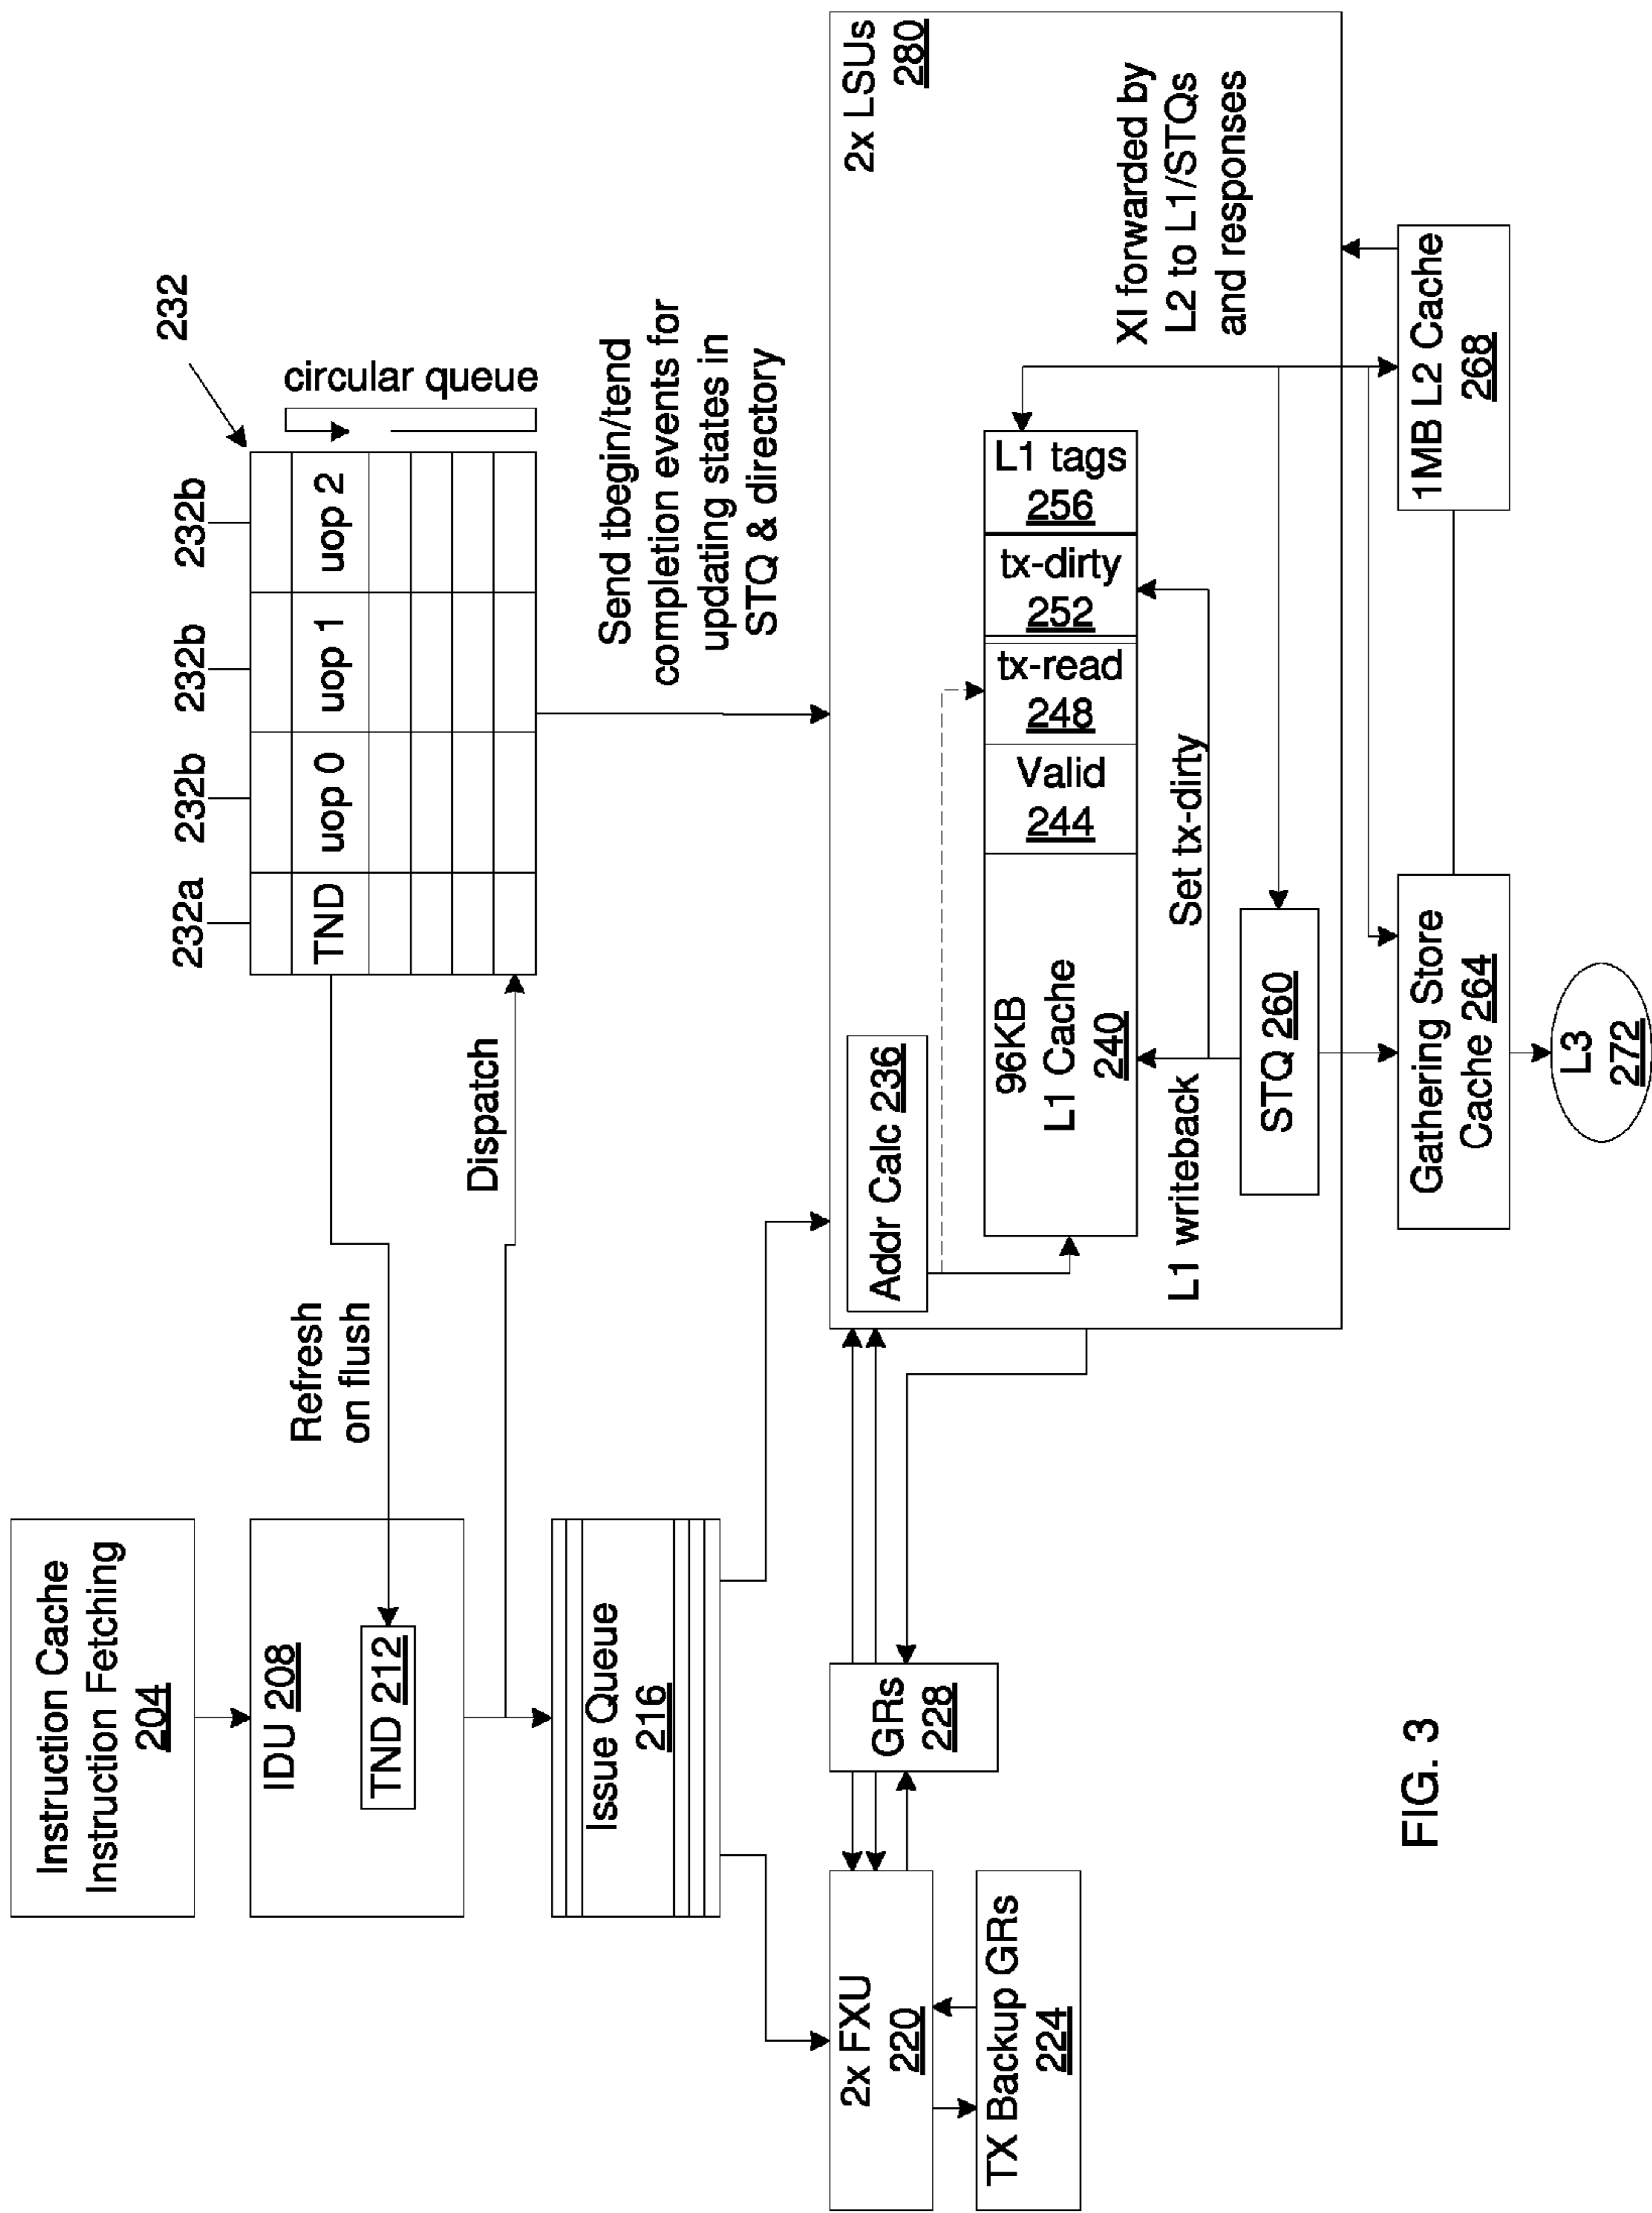 Instruction Cache
Instruction Fetching
204
IDU 208
TND 212
Refresh
on flush
Dispatch
232
232a
232b
232b
232b
TND
uop 0
uop 1
uop 2
circular queue
Issue Queue
216
Send tbegin/tend
completion events for
updating states in
STQ & directory
2x FXU
220
TX Backup GRs
224
GRs
228
2x LSUs
280
Addr Calc 236
96KB
L1 Cache
240
Valid
244
tx-read
248
tx-dirty
252
L1 tags
256
L1 writeback
Set tx-dirty
XI forwarded by
L2 to L1/STQs
and responses
STQ 260
Gathering Store
Cache 264
1MB L2 Cache
268
L3
272
FIG. 3